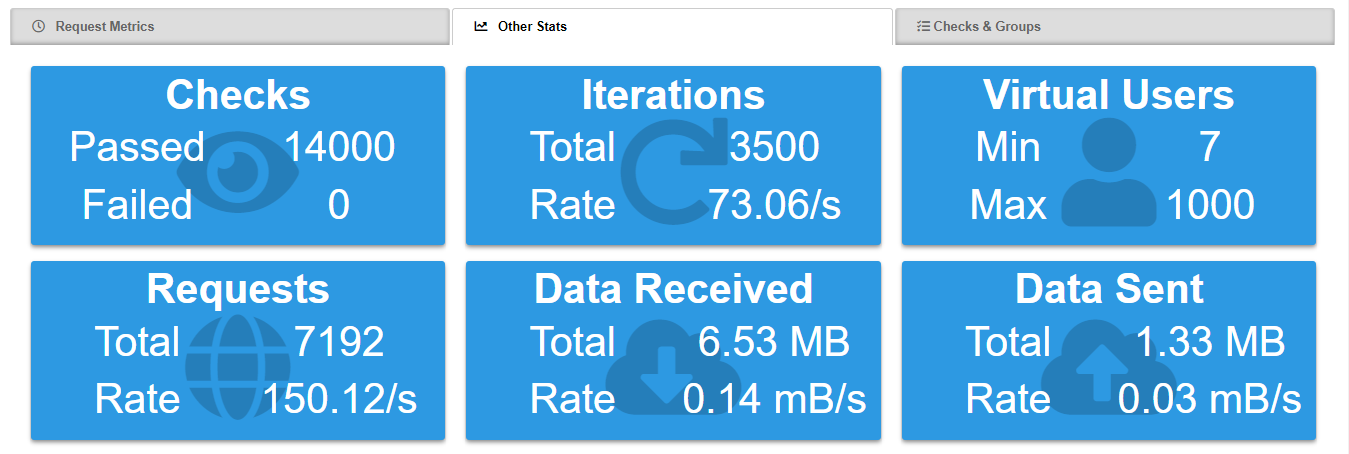 Request Metrics
Other Stats
Checks & Groups
Checks
Passed 14000
Failed 0
Iterations
Total 3500
Rate 73.06/s
Virtual Users
Min 7
Max 1000
Requests
Total 7192
Rate 150.12/s
Data Received
Total 6.53 MB
Rate 0.14 mB/s
Data Sent
Total 1.33 MB
Rate 0.03 mB/s